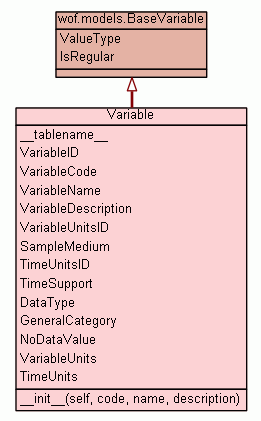 wof.models.BaseVariable
ValueType
IsRegular
Variable
__tablename__
VariableID
VariableCode
VariableName
VariableDescription
VariableUnitsID
SampleMedium
TimeUnitsID
TimeSupport
DataType
GeneralCategory
NoDataValue
VariableUnits
TimeUnits
__init__(self, code, name, description)